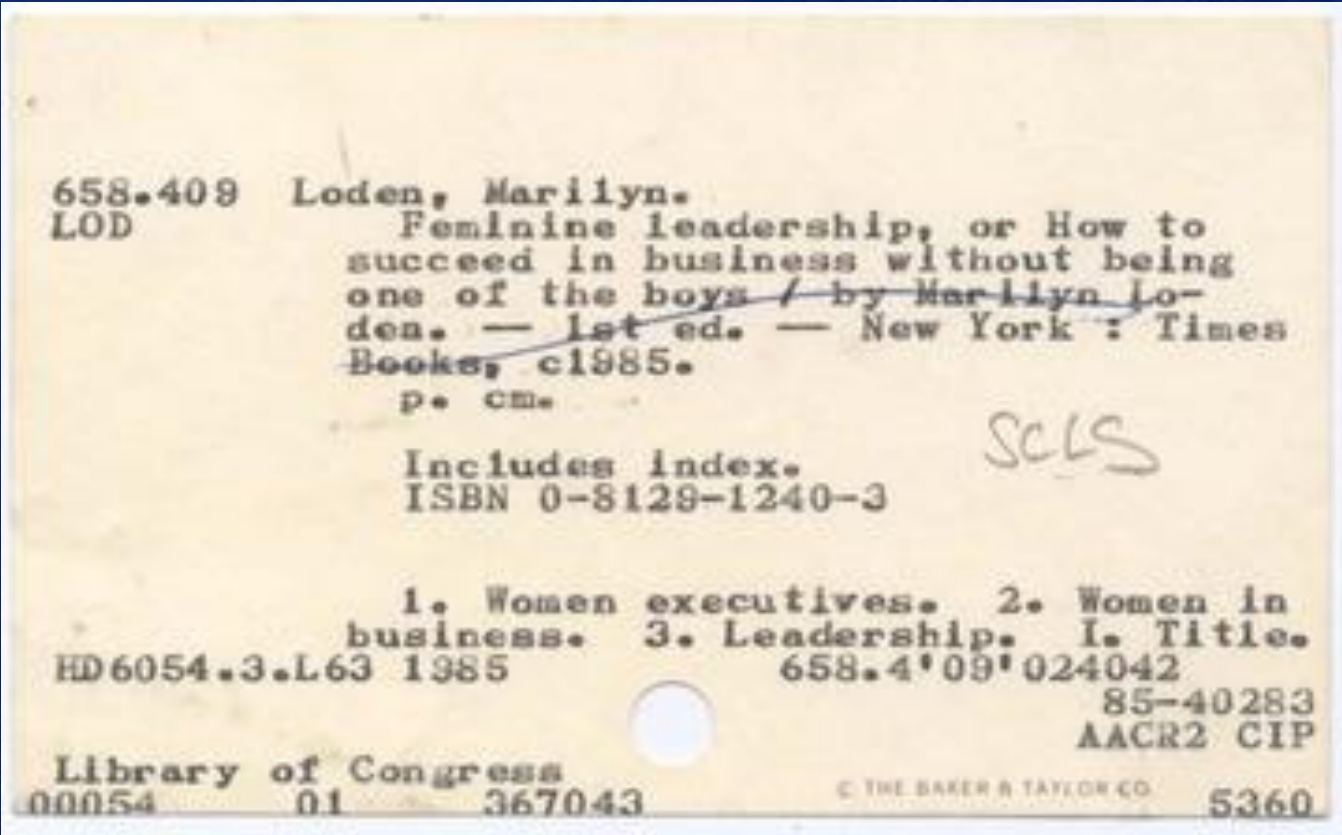 658.409 Loden, Marilyn.
LOD Feminine leadership, or How to
succeed in business without being
one of the boys / by Marilyn Lo-
den. — 1st ed. — New York : Times
Books, c1985.
p. cm.
SCLS
Includes index.
ISBN 0-8129-1240-3
1. Women executives. 2. Women in
business. 3. Leadership. I. Title.
HD6054.3.L63 1985 658.4'09'024042
85-40283
AACR2 CIP
Library of Congress
© THE BAKER & TAYLOR CO.
00054 01 367043 5360